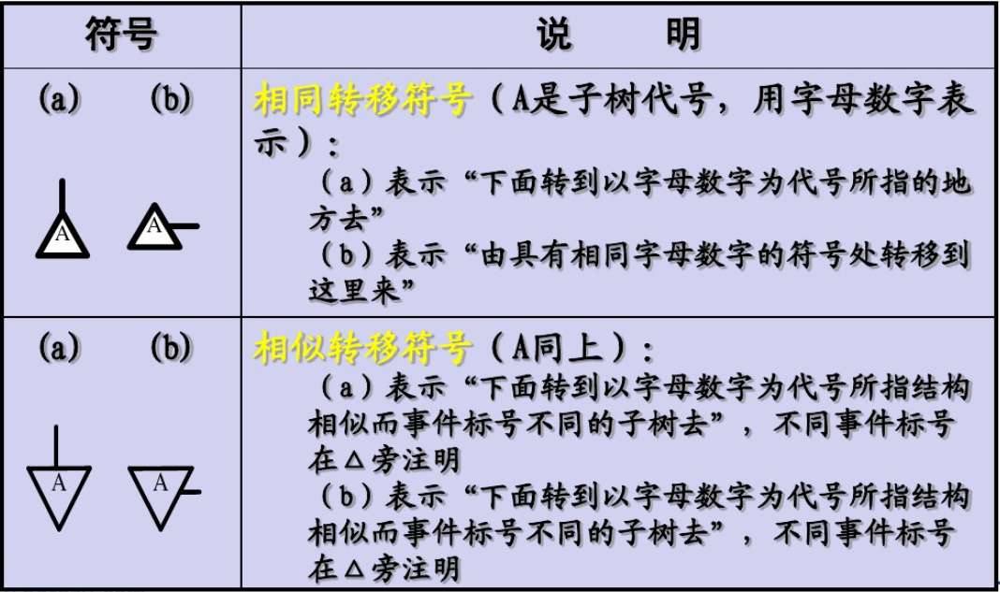 符号
说 明
(a) (b)
相同转移符号（A是子树代号，用字母数字表
示）：
（a）表示“下面转到以字母数字为代号所指的地
方去”
（b）表示“由具有相同字母数字的符号处转移到
这里来”
A A
(a) (b)
相似转移符号（A同上）：
（a）表示“下面转到以字母数字为代号所指结构
相似而事件标号不同的子树去”，不同事件标号
在△旁注明
（b）表示“下面转到以字母数字为代号所指结构
相似而事件标号不同的子树去”，不同事件标号
在△旁注明
A A